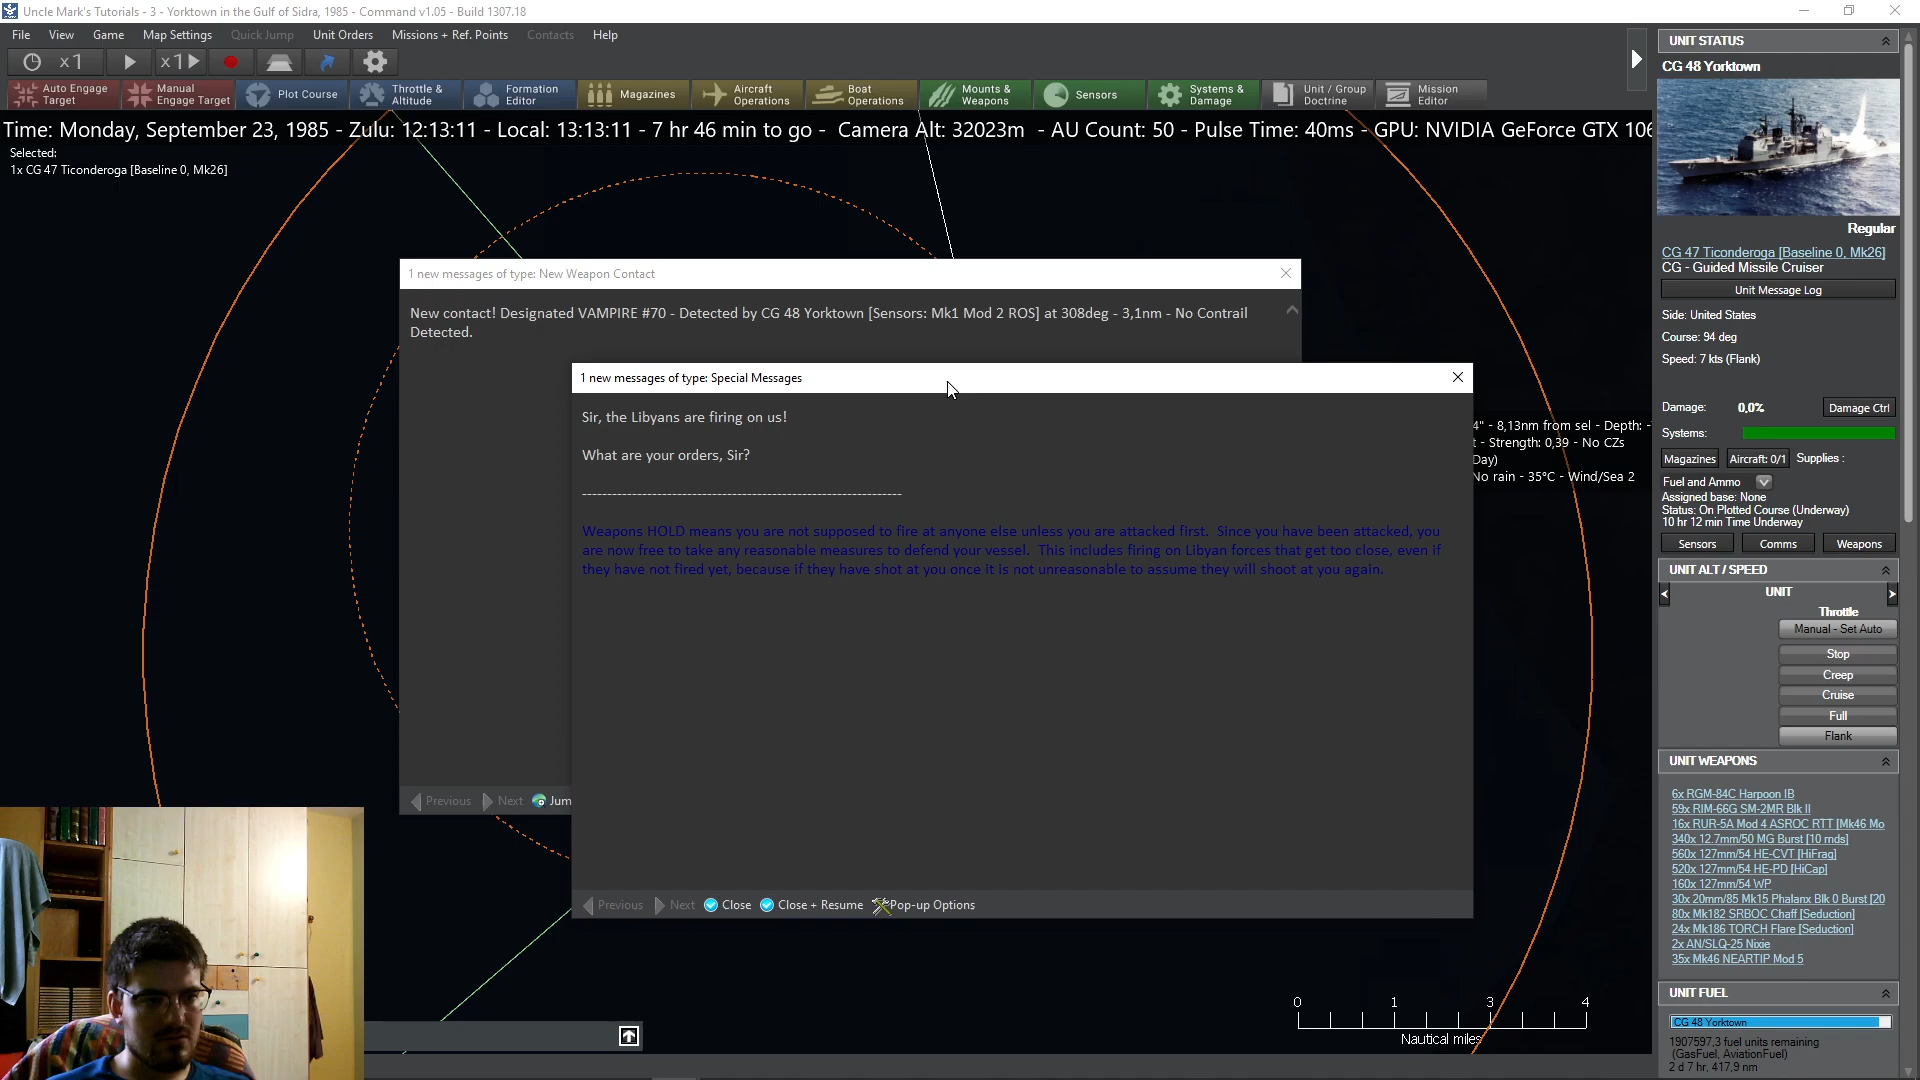 Uncle Mark's Tutorials - 3 - Yorktown in the Gulf of Sidra, 1985 - Command v1.05 - Build 1307.18
File View Game Map Settings Quick Jump Unit Orders Missions + Ref. Points Contacts Help
x 1 x1
Auto Engage Target
Manual Engage Target
Plot Course
Throttle & Altitude
Formation Editor
Magazines
Aircraft Operations
Boat Operations
Mounts & Weapons
Sensors
Systems & Damage
Unit / Group Doctrine
Mission Editor
Time: Monday, September 23, 1985 - Zulu: 12:13:11 - Local: 13:13:11 - 7 hr 46 min to go - Camera Alt: 32023m - AU Count: 50 - Pulse Time: 40ms - GPU: NVIDIA GeForce GTX 106
Selected:
1x CG 47 Ticonderoga [Baseline 0, Mk26]
1 new messages of type: New Weapon Contact
New contact! Designated VAMPIRE #70 - Detected by CG 48 Yorktown [Sensors: Mk1 Mod 2 ROS] at 308deg - 3,1nm - No Contrail
Detected.
Previous Next Jum
1 new messages of type: Special Messages
Sir, the Libyans are firing on us!
What are your orders, Sir?
----------------------------------------------------------------
Weapons HOLD means you are not supposed to fire at anyone else unless you are attacked first. Since you have been attacked, you
are now free to take any reasonable measures to defend your vessel. This includes firing on Libyan forces that get too close, even if
they have not fired yet, because if they have shot at you once it is not unreasonable to assume they will shoot at you again.
Previous Next Close Close + Resume Pop-up Options
4" - 8,13nm from sel - Depth: -
t - Strength: 0,39 - No CZs
Day)
No rain - 35°C - Wind/Sea 2
0 1 3 4
Nautical miles
UNIT STATUS
CG 48 Yorktown
Regular
CG 47 Ticonderoga [Baseline 0, Mk26]
CG - Guided Missile Cruiser
Unit Message Log
Side: United States
Course: 94 deg
Speed: 7 kts (Flank)
Damage: 0,0% Damage Ctrl
Systems:
Magazines Aircraft: 0/1 Supplies :
Fuel and Ammo
Assigned base: None
Status: On Plotted Course (Underway)
10 hr 12 min Time Underway
Sensors Comms Weapons
UNIT ALT / SPEED
UNIT
Throttle
Manual - Set Auto
Stop
Creep
Cruise
Full
Flank
UNIT WEAPONS
6x RGM-84C Harpoon IB
59x RIM-66G SM-2MR Blk II
16x RUR-5A Mod 4 ASROC RTT [Mk46 Mo
340x 12.7mm/50 MG Burst [10 rnds]
560x 127mm/54 HE-CVT [HiFrag]
520x 127mm/54 HE-PD [HiCap]
160x 127mm/54 WP
30x 20mm/85 Mk15 Phalanx Blk 0 Burst [20
80x Mk182 SRBOC Chaff [Seduction]
24x Mk186 TORCH Flare [Seduction]
2x AN/SLQ-25 Nixie
35x Mk46 NEARTIP Mod 5
UNIT FUEL
CG 48 Yorktown
1907597,3 fuel units remaining
(GasFuel, AviationFuel)
2 d 7 hr, 417,9 nm